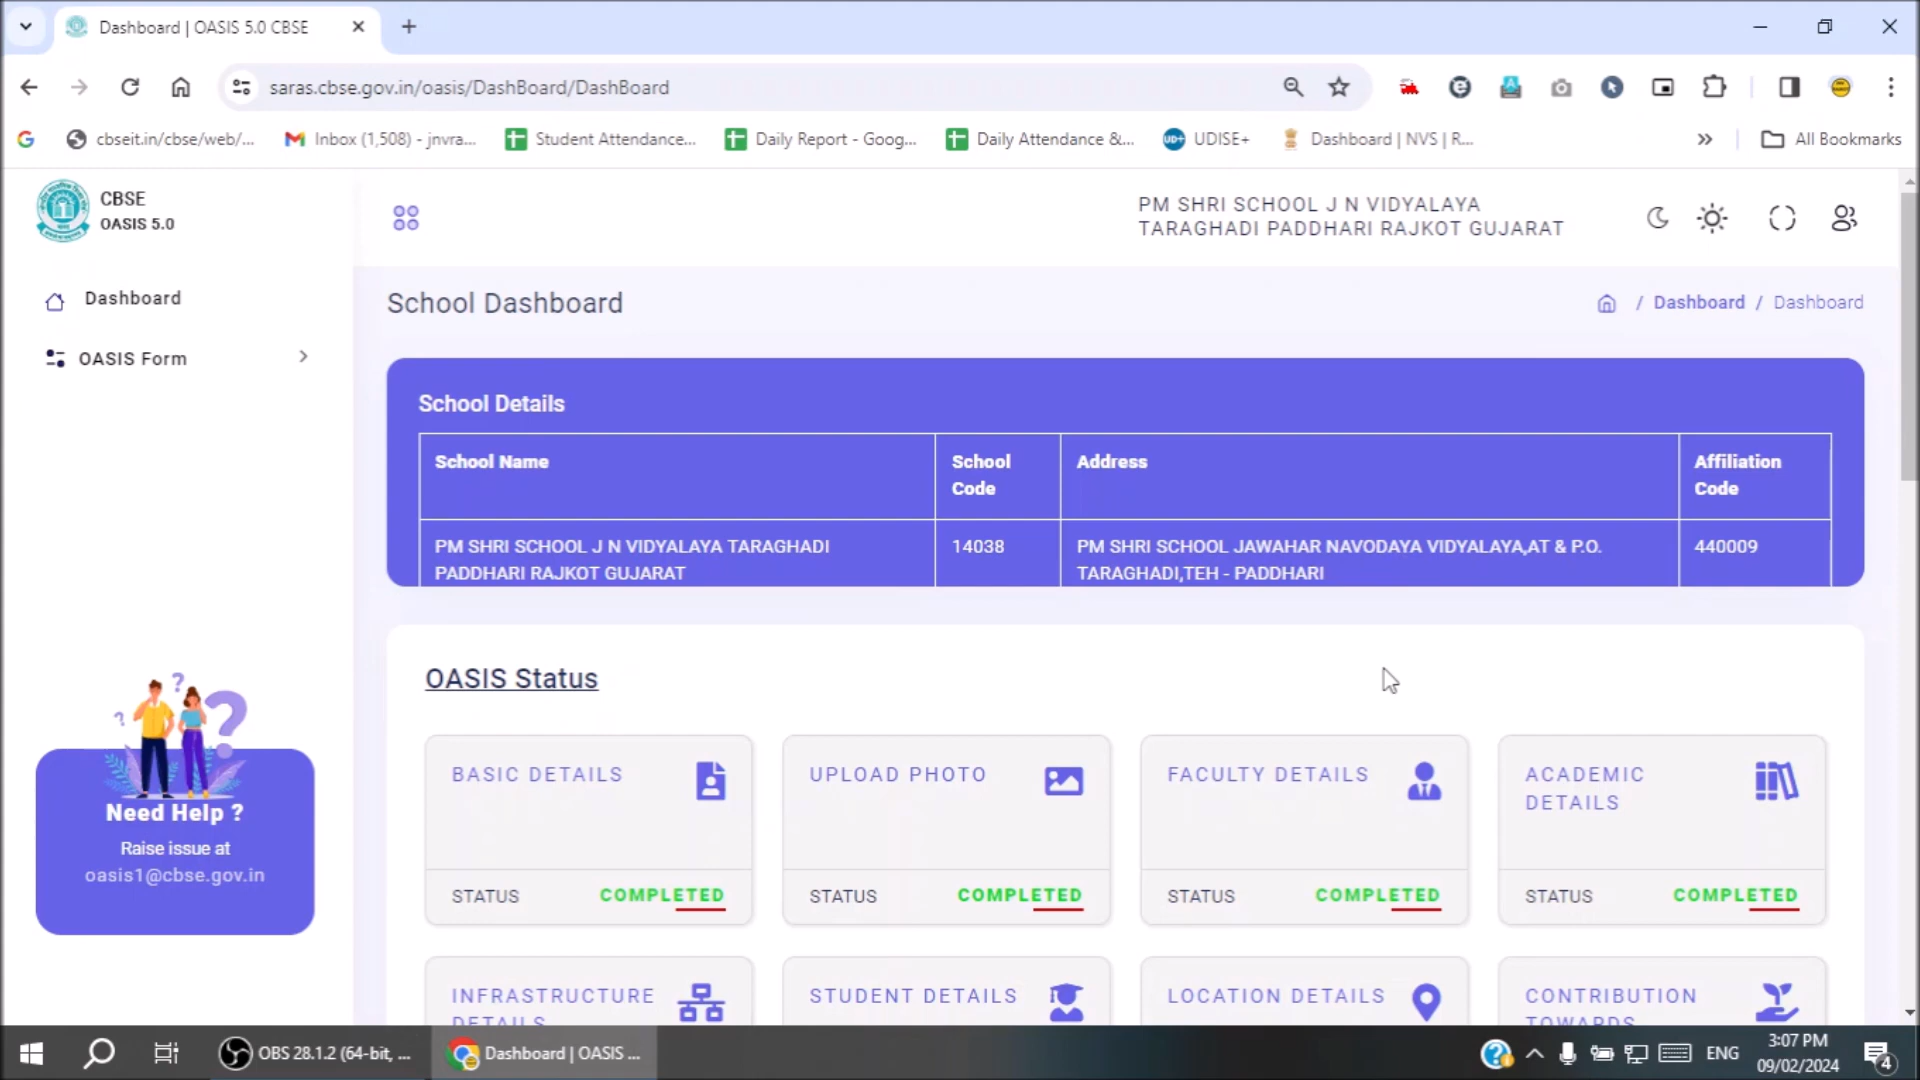 Dashboard | OASIS 5.0 CBSE
saras.cbse.gov.in/oasis/DashBoard/DashBoard
cbseit.in/cbse/web/...
Inbox (1,508) - jnvra...
Student Attendance...
Daily Report - Goog...
Daily Attendance &...
UD+
UDISE+
Dashboard | NVS | R...
»
All Bookmarks
CBSE
OASIS 5.0
PM SHRI SCHOOL J N VIDYALAYA
TARAGHADI PADDHARI RAJKOT GUJARAT
Dashboard
OASIS Form
School Dashboard
/ Dashboard / Dashboard
School Details
School Name
School
Code
Address
Affiliation
Code
PM SHRI SCHOOL J N VIDYALAYA TARAGHADI
PADDHARI RAJKOT GUJARAT
14038
PM SHRI SCHOOL JAWAHAR NAVODAYA VIDYALAYA,AT & P.O.
TARAGHADI,TEH - PADDHARI
440009
OASIS Status
BASIC DETAILS
STATUS COMPLETED
UPLOAD PHOTO
STATUS COMPLETED
FACULTY DETAILS
STATUS COMPLETED
ACADEMIC
DETAILS
STATUS COMPLETED
INFRASTRUCTURE
DETAILS
STUDENT DETAILS
LOCATION DETAILS
CONTRIBUTION
TOWARDS
Need Help ?
Raise issue at
oasis1@cbse.gov.in
OBS 28.1.2 (64-bit, ...
Dashboard | OASIS ...
ENG
3:07 PM
09/02/2024
4